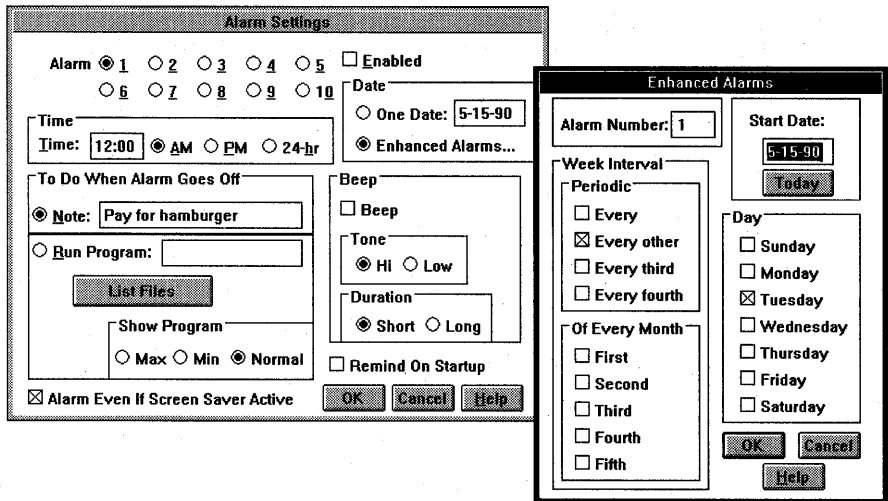 Alarm Settings
Alarm 1 2 3 4 5
6 7 8 9 10
Enabled
Date
One Date: 5-15-90
Enhanced Alarms...
Time
Time: 12:00 AM PM 24-hr
To Do When Alarm Goes Off
Note: Pay for hamburger
Run Program:
List Files
Show Program
Max Min Normal
Beep
Beep
Tone
Hi Low
Duration
Short Long
Remind On Startup
Alarm Even If Screen Saver Active
OK Cancel Help
Enhanced Alarms
Alarm Number: 1
Start Date:
5-15-90
Today
Week Interval
Periodic
Every
Every other
Every third
Every fourth
Of Every Month
First
Second
Third
Fourth
Fifth
Day
Sunday
Monday
Tuesday
Wednesday
Thursday
Friday
Saturday
OK Cancel
Help